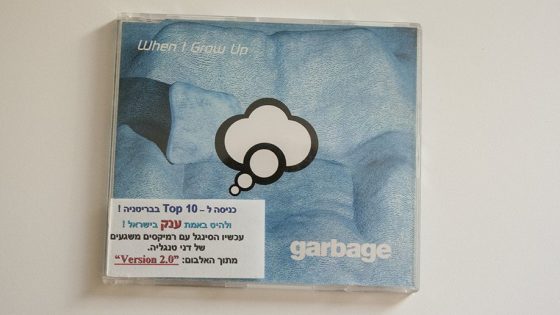 When I Grow Up
כניסה ל – Top 10 בבריטניה !
ולהיט באמת ענק בישראל !
עכשיו הסינגל עם רמיקסים משגעים
של דני טנגליה.
מתוך האלבום: "Version 2.0"
garbage